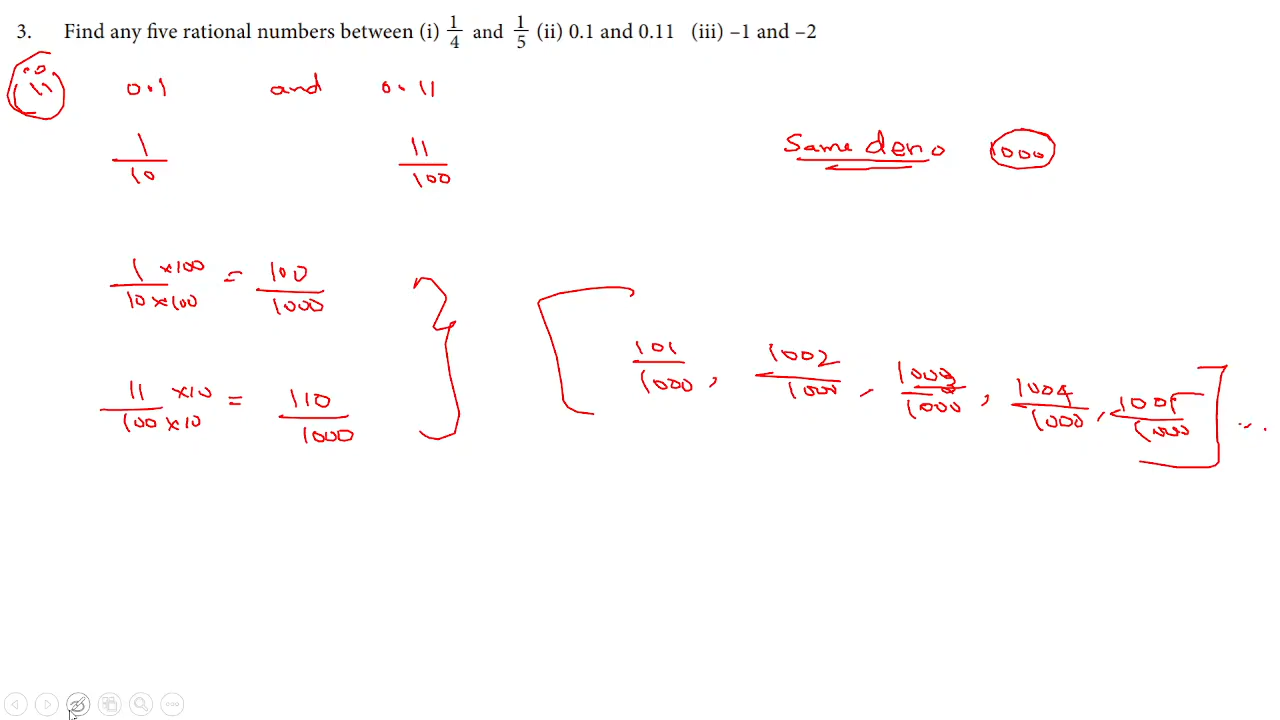 3. Find any five rational numbers between (i) 1/4 and 1/5 (ii) 0.1 and 0.11 (iii) –1 and –2
(ii) 0.1 and 0.11
1/10 11/100 Same deno 1000
1×100/10×100 = 100/1000
101/1000, 1002/1000, 1003/1000, 1004/1000, 1005/1000 ...
11×10/100×10 = 110/1000